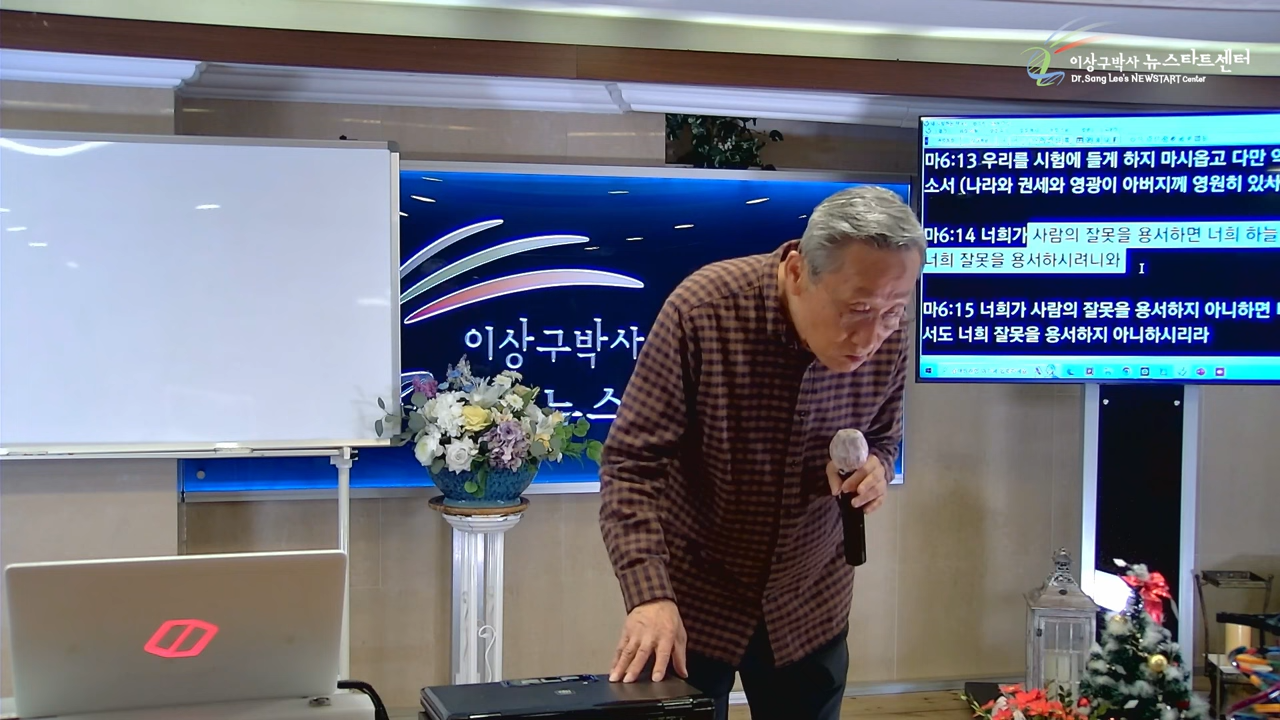 이상구박사 뉴스타트센터
Dr. Sang Lee's NEWSTART Center
마6:13 우리를 시험에 들게 하지 마시옵고 다만
소서 (나라와 권세와 영광이 아버지께 영원히 있사
마6:14 너희가 사람의 잘못을 용서하면 너희 하늘
너희 잘못을 용서하시려니와
마6:15 너희가 사람의 잘못을 용서하지 아니하면
서도 너희 잘못을 용서하지 아니하시리라
이상구박사
뉴스